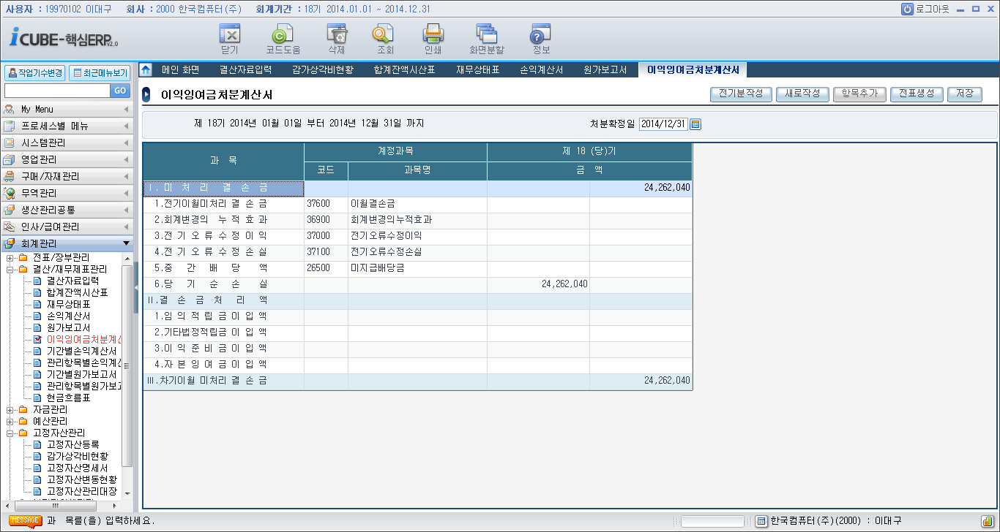 사용자 : 19970102 이대구 회사 : 2000 한국컴퓨터(주) 회계기간 : 18기 2014.01.01 ~ 2014.12.31 로그아웃
iCUBE-핵심ERP v2.0
닫기 코드도움 삭제 조회 인쇄 화면분할 정보
작업기수변경 최근메뉴보기
메인 화면 결산자료입력 감가상각비현황 합계잔액시산표 재무상태표 손익계산서 원가보고서 이익잉여금처분계산서
GO
이익잉여금처분계산서
전기분작성 새로작성 항목추가 전표생성 저장
My Menu
프로세스별 메뉴
시스템관리
영업관리
구매/자재관리
무역관리
생산관리공통
인사/급여관리
회계관리
전표/장부관리
결산/재무제표관리
결산자료입력
합계잔액시산표
재무상태표
손익계산서
원가보고서
이익잉여금처분계산
기간별손익계산서
관리항목별손익계산
기간별원가보고서
관리항목별원가보고
현금흐름표
자금관리
예산관리
고정자산관리
고정자산등록
감가상각비현황
고정자산명세서
고정자산변동현황
고정자산관리대장
제 18기 2014년 01월 01일 부터 2014년 12월 31일 까지 처분확정일 2014/12/31
과 목 계정과목 제 18 (당)기
코드 과목명 금 액
Ⅰ.미 처 리 결 손 금 24,262,040
1.전기이월미처리 결 손 금 37600 이월결손금
2.회계변경의 누 적 효 과 36900 회계변경의누적효과
3.전 기 오 류 수 정 이 익 37000 전기오류수정이익
4.전 기 오 류 수 정 손 실 37100 전기오류수정손실
5.중 간 배 당 액 26500 미지급배당금
6.당 기 순 손 실 24,262,040
Ⅱ.결 손 금 처 리 액
1.임 의 적 립 금 이 입 액
2.기타법정적립금 이 입 액
3.이 익 준 비 금 이 입 액
4.자 본 잉 여 금 이 입 액
Ⅲ.차기이월 미처리 결 손 금 24,262,040
MESSAGE 과 목를(을) 입력하세요.
한국컴퓨터(주)(2000) : 이대구